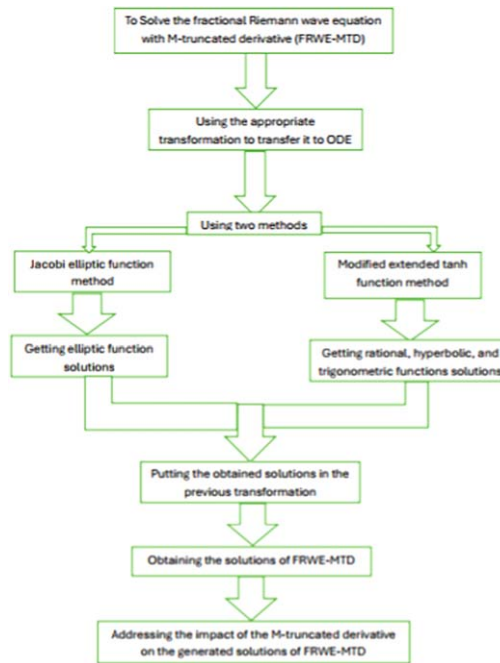 To Solve the fractional Riemann wave equation
with M-truncated derivative (FRWE-MTD)
Using the appropriate
transformation to transfer it to ODE
Using two methods
Jacobi elliptic function
method
Modified extended tanh
function method
Getting elliptic function
solutions
Getting rational, hyperbolic, and
trigonometric functions solutions
Putting the obtained solutions in the
previous transformation
Obtaining the solutions of FRWE-MTD
Addressing the impact of the M-truncated derivative
on the generated solutions of FRWE-MTD